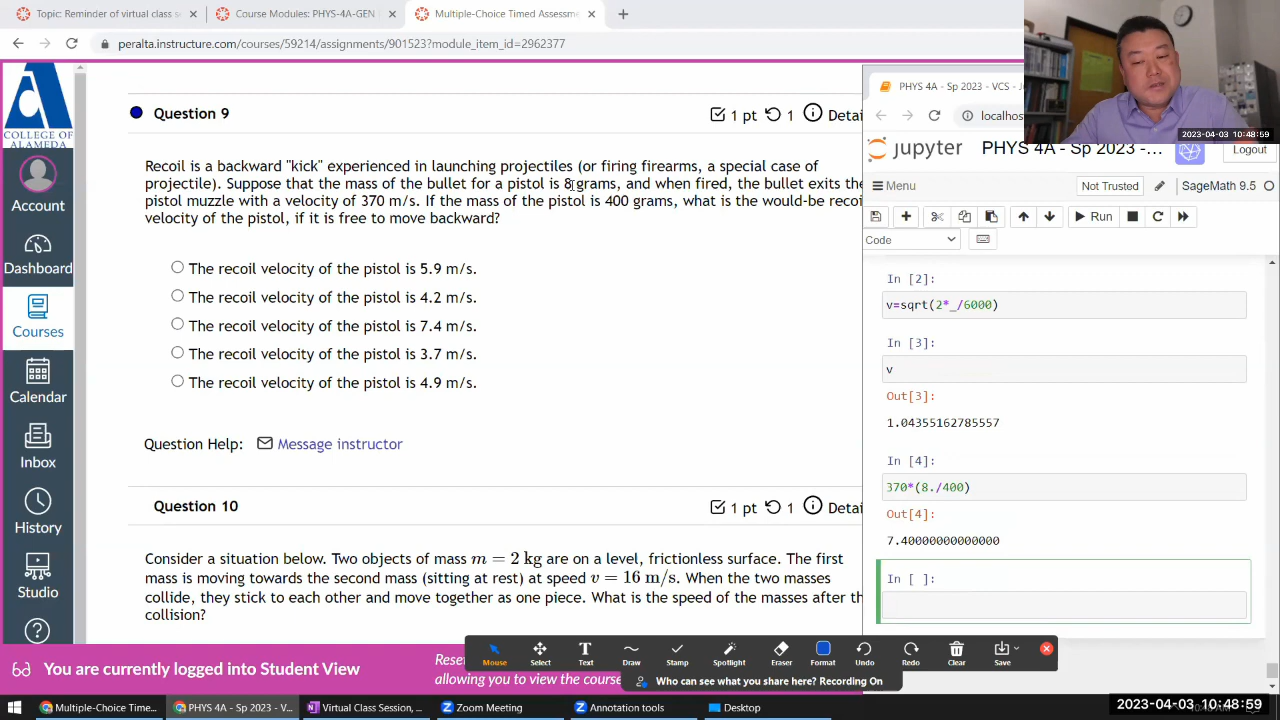 Topic: Reminder of virtual class s
Course Modules: PHYS-4A-GEN
Multiple-Choice Timed Assessm
peralta.instructure.com/courses/59214/assignments/901523?module_item_id=2962377
COLLEGE OF
ALAMEDA
Account
Dashboard
Courses
Calendar
Inbox
History
Studio
Question 9
1 pt
1
Detai
Recoil is a backward "kick" experienced in launching projectiles (or firing firearms, a special case of
projectile). Suppose that the mass of the bullet for a pistol is 8 grams, and when fired, the bullet exits the
pistol muzzle with a velocity of 370 m/s. If the mass of the pistol is 400 grams, what is the would-be recoi
velocity of the pistol, if it is free to move backward?
The recoil velocity of the pistol is 5.9 m/s.
The recoil velocity of the pistol is 4.2 m/s.
The recoil velocity of the pistol is 7.4 m/s.
The recoil velocity of the pistol is 3.7 m/s.
The recoil velocity of the pistol is 4.9 m/s.
Question Help:
Message instructor
Question 10
1 pt
1
Detai
Consider a situation below. Two objects of mass m = 2 kg are on a level, frictionless surface. The first
mass is moving towards the second mass (sitting at rest) at speed v = 16 m/s. When the two masses
collide, they stick to each other and move together as one piece. What is the speed of the masses after th
collision?
PHYS 4A - Sp 2023 - VCS - J
localhos
2023-04-03 10:48:59
jupyter
PHYS 4A - Sp 2023 -...
Logout
Menu
Not Trusted
SageMath 9.5
Run
Code
In [2]:
v=sqrt(2*_/6000)
In [3]:
v
Out[3]:
1.04355162785557
In [4]:
370*(8./400)
Out[4]:
7.40000000000000
In [ ]:
Mouse
Select
Text
Draw
Stamp
Spotlight
Eraser
Format
Undo
Redo
Clear
Save
Who can see what you share here? Recording On
You are currently logged into Student View
Rese
allowing you to view the course
Multiple-Choice Time...
PHYS 4A - Sp 2023 - V...
Virtual Class Session, ...
Zoom Meeting
Annotation tools
Desktop
2023-04-03 10:48:59